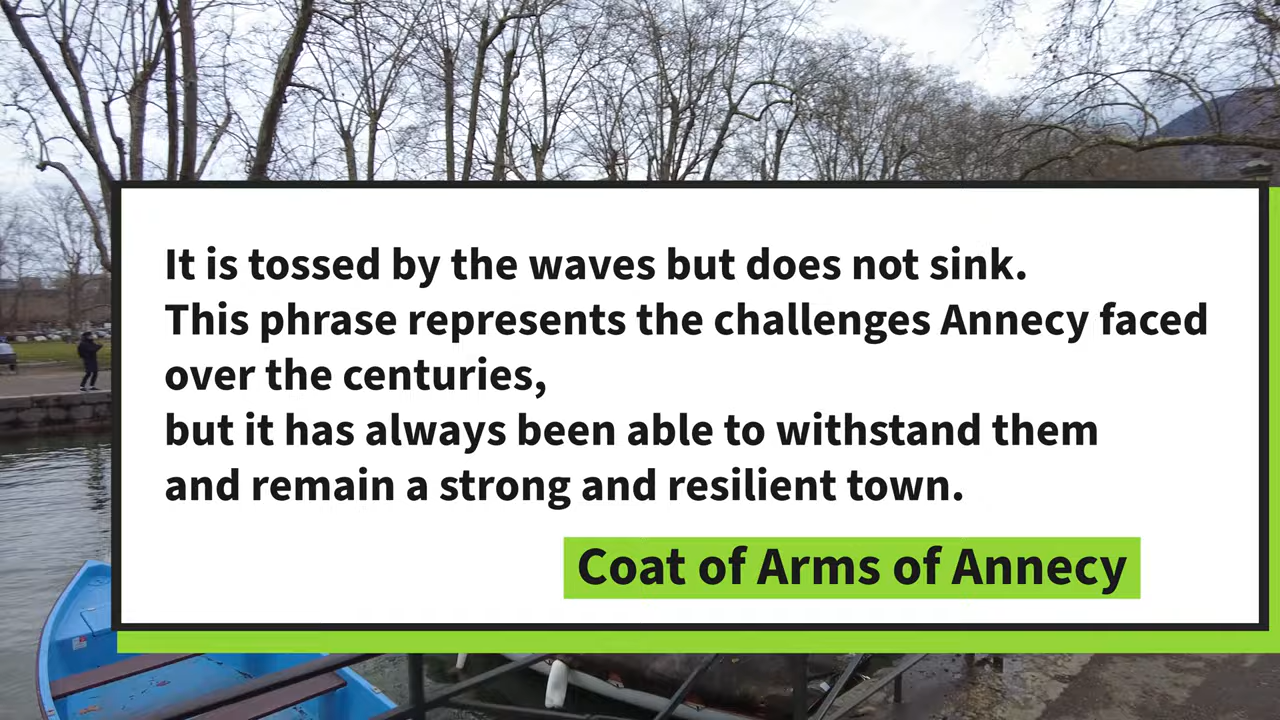 It is tossed by the waves but does not sink.
This phrase represents the challenges Annecy faced
over the centuries,
but it has always been able to withstand them
and remain a strong and resilient town.
Coat of Arms of Annecy